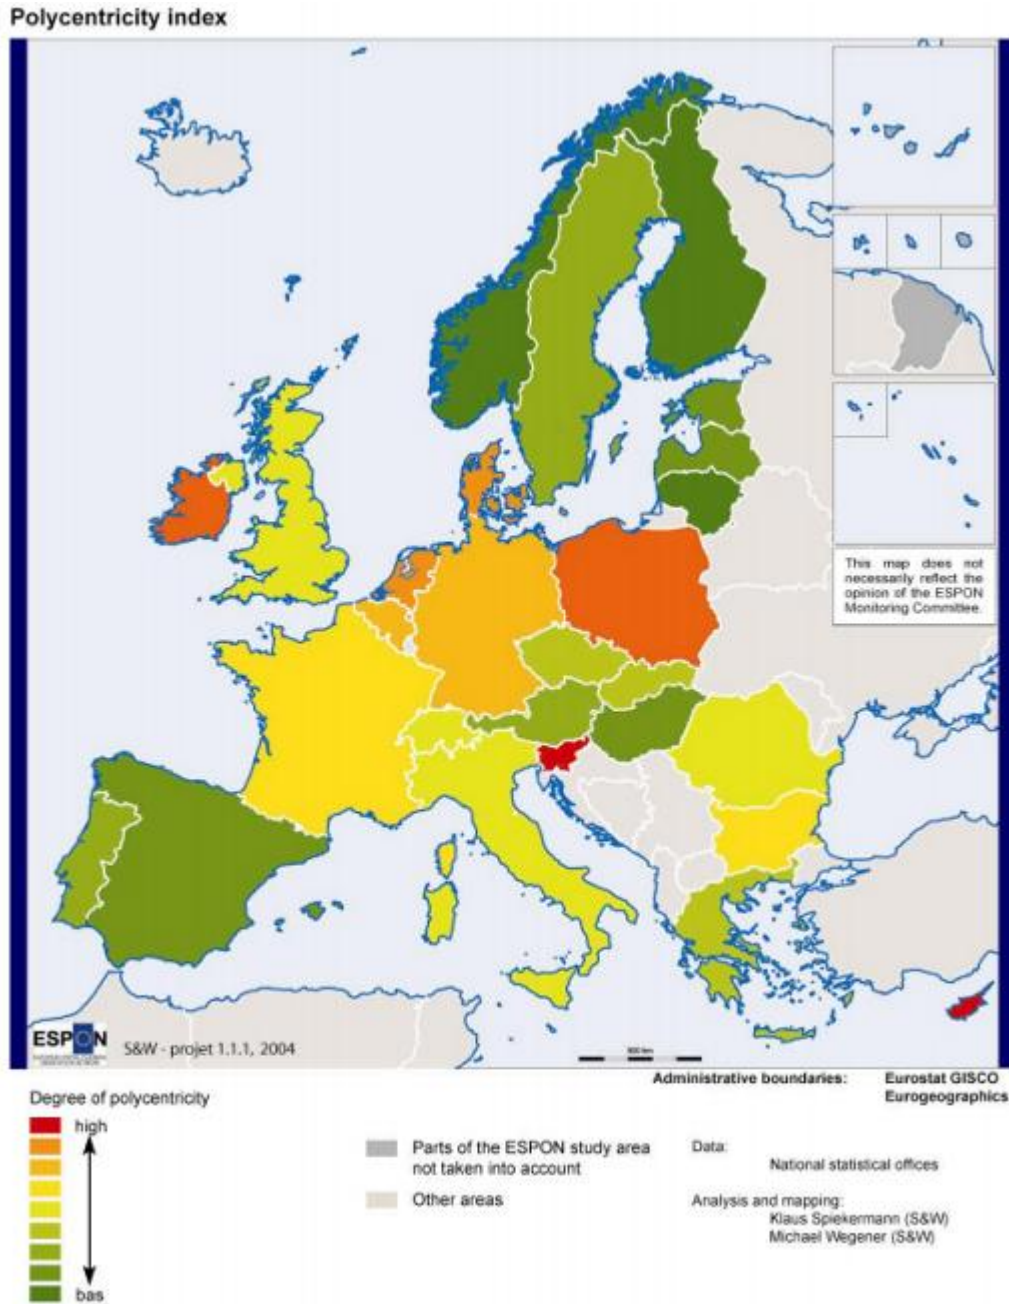 Polycentricity index
This map does not
necessarily reflect the
opinion of the ESPON
Monitoring Committee.
ESPON
S&W - projet 1.1.1, 2004
Administrative boundaries:
Eurostat GISCO
Eurogeographics
Degree of polycentricity
high
bas
Parts of the ESPON study area
not taken into account
Other areas
Data:
National statistical offices
Analysis and mapping:
Klaus Spiekermann (S&W)
Michael Wegener (S&W)